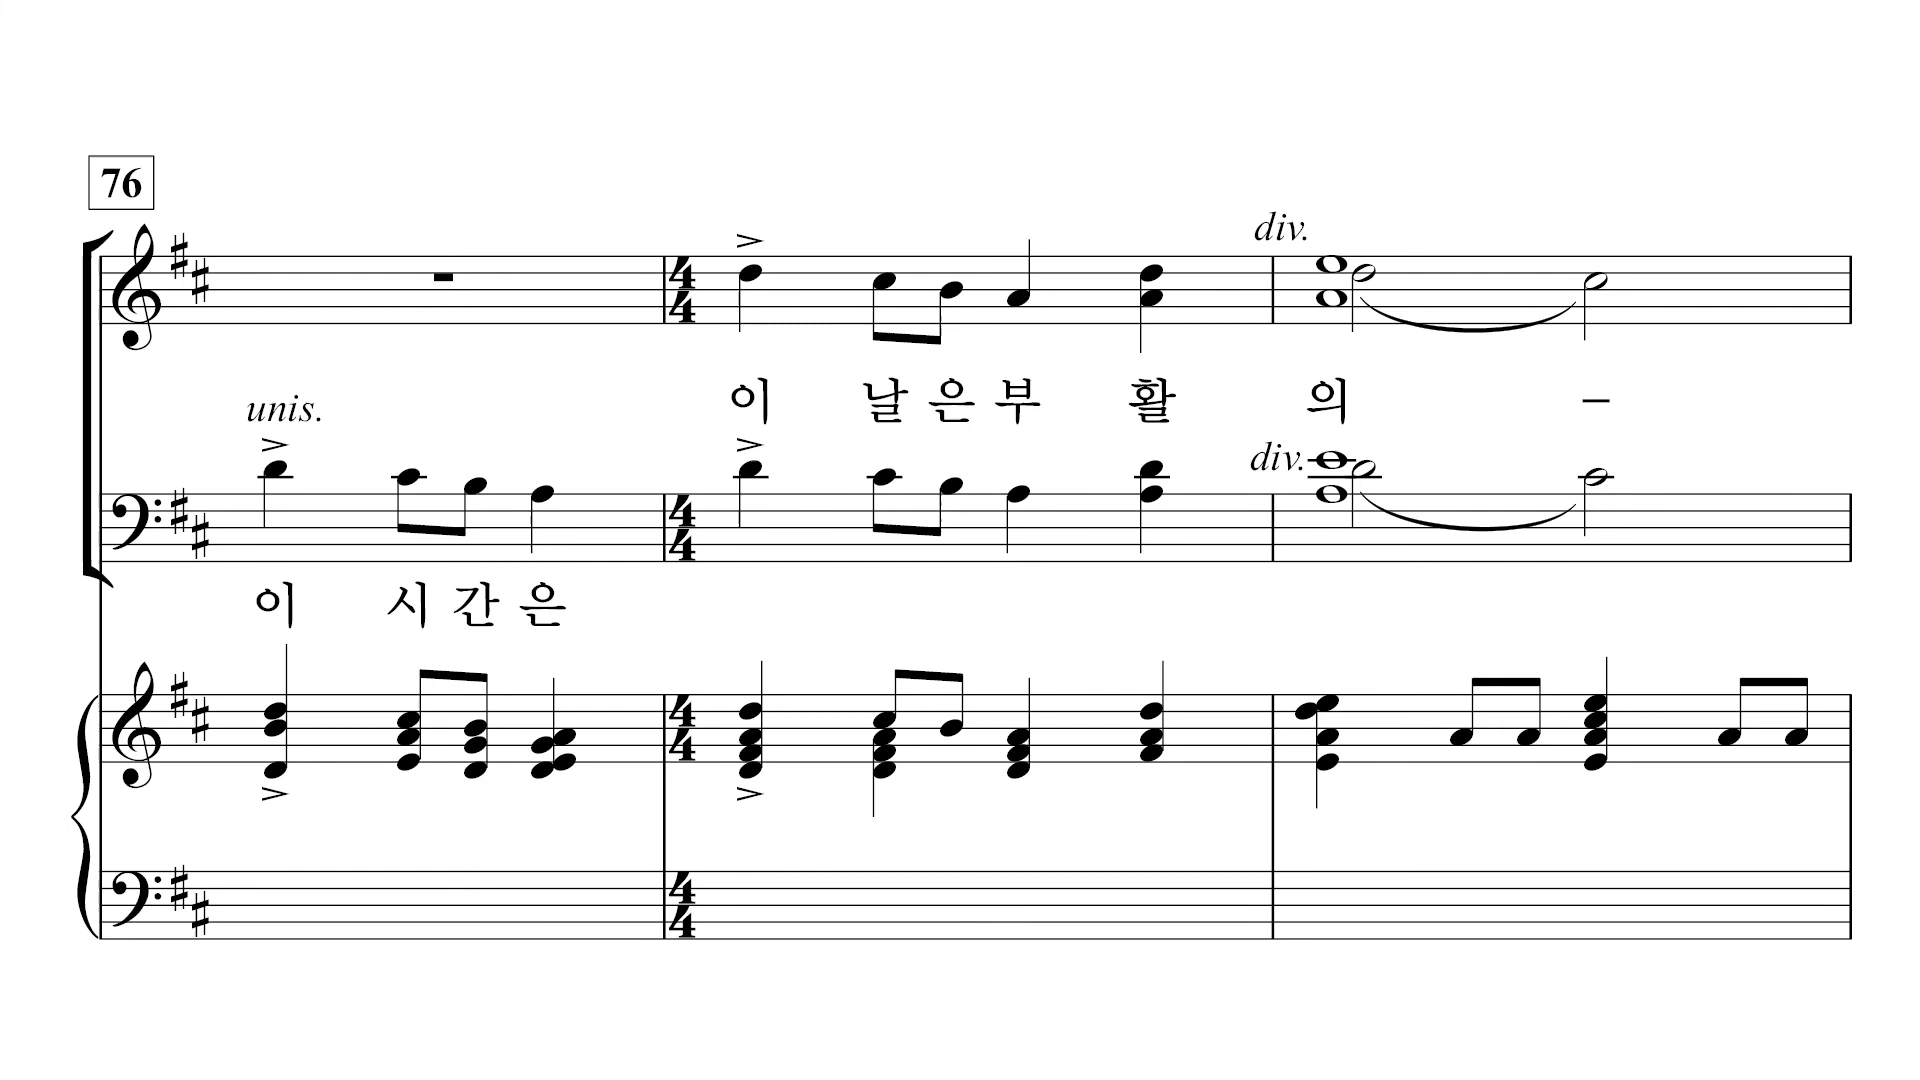 76
div.
이 날 은 부 활 의 –
unis.
div.
이 시 간 은